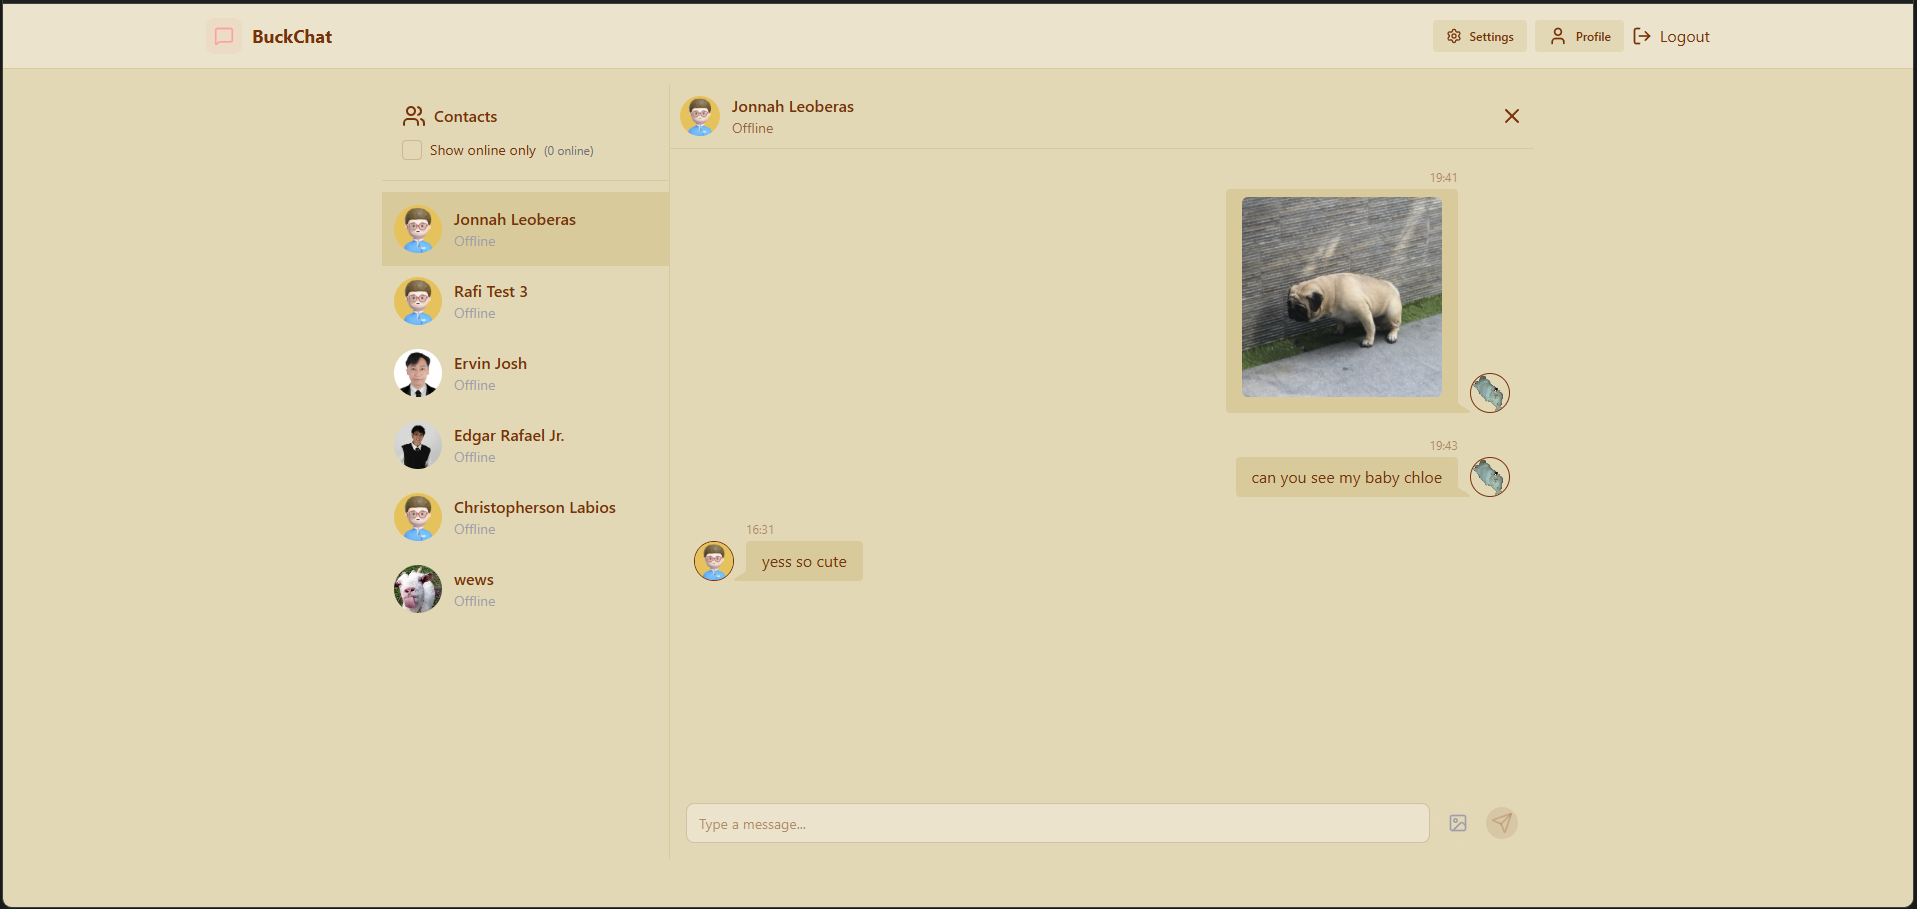 BuckChat
Settings
Profile
Logout
Contacts
Show online only (0 online)
Jonnah Leoberas
Offline
Rafi Test 3
Offline
Ervin Josh
Offline
Edgar Rafael Jr.
Offline
Christopherson Labios
Offline
wews
Offline
Jonnah Leoberas
Offline
19:41
19:43
can you see my baby chloe
16:31
yess so cute
Type a message...